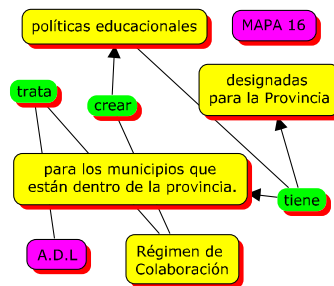 políticas educacionales
MAPA 16
designadas
para la Provincia
trata
crear
para los municipios que
están dentro de la provincia.
tiene
A.D.L
Régimen de
Colaboración